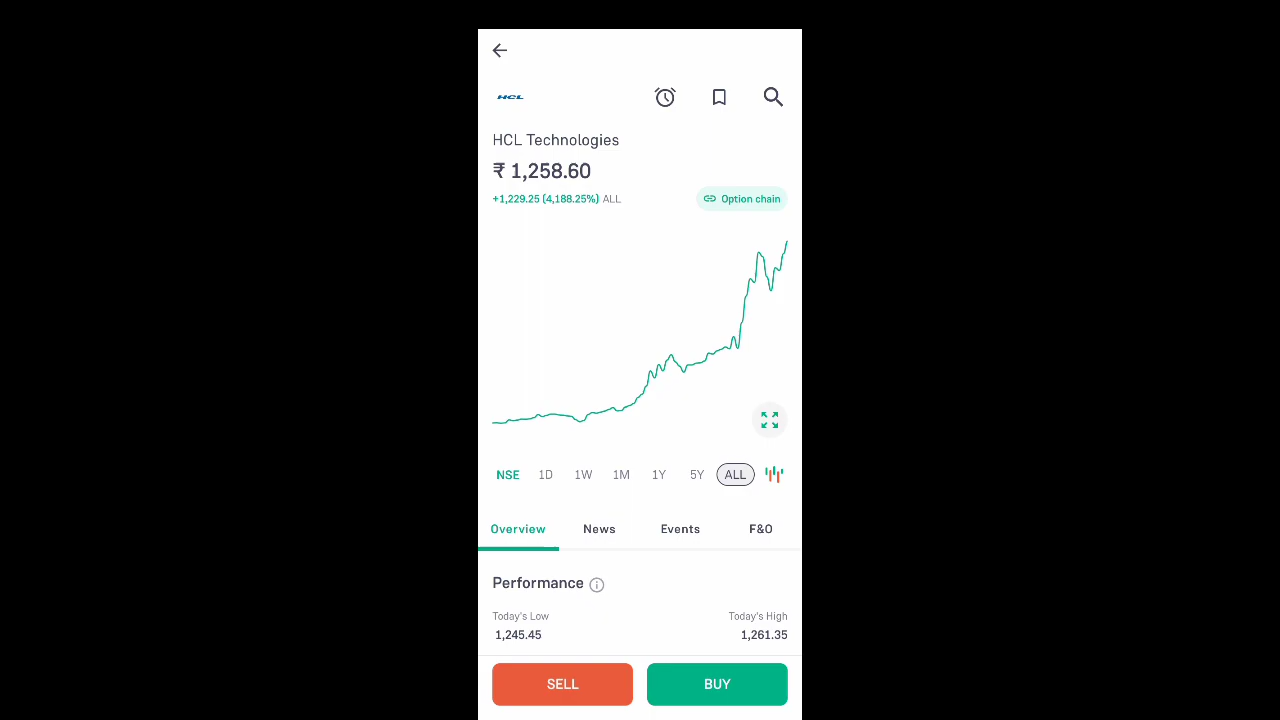 HCL
HCL Technologies
₹ 1,258.60
+1,229.25 (4,188.25%) ALL
Option chain
NSE 1D 1W 1M 1Y 5Y ALL
Overview News Events F&O
Performance
Today's Low Today's High
1,245.45 1,261.35
SELL BUY